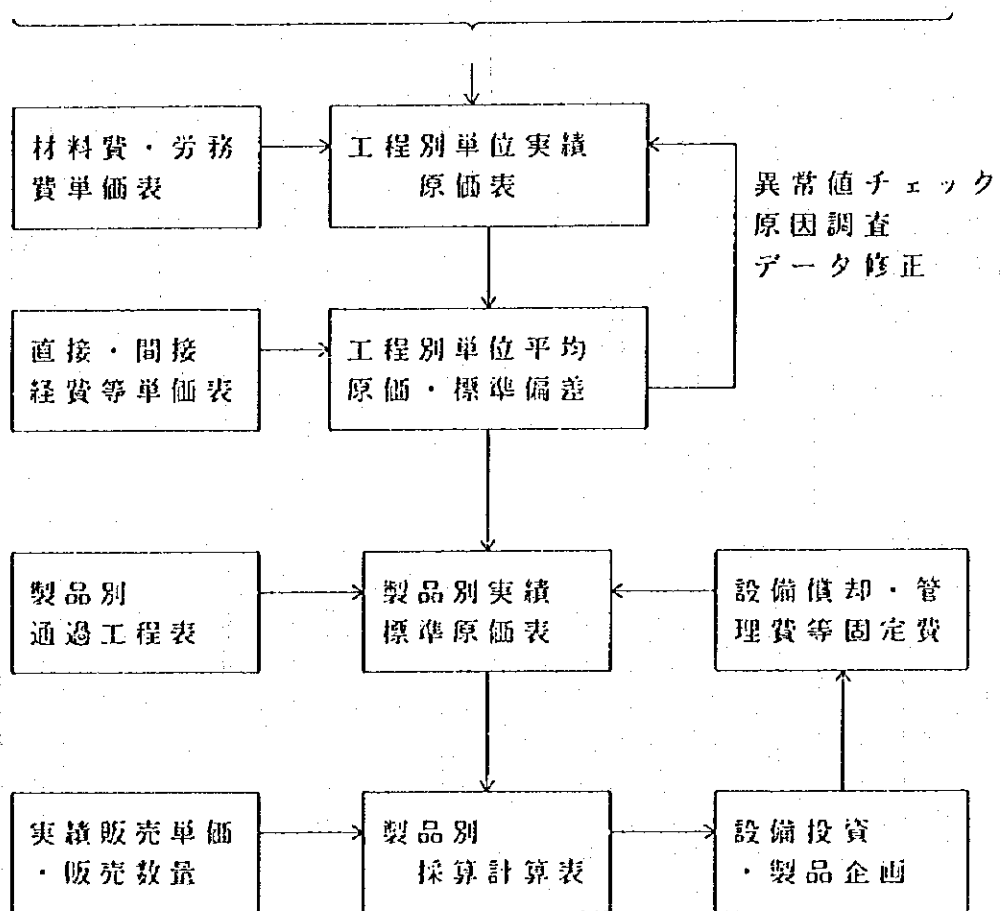 材料費・労務
費単価表
工程別単位実績
原価表
異常値チェック
原因調査
データ修正
直接・間接
経費等単価表
工程別単位平均
原価・標準偏差
製品別
通過工程表
製品別実績
標準原価表
設備償却・管
理費等固定費
実績販売単価
・販売数量
製品別
採算計算表
設備投資
・製品企画